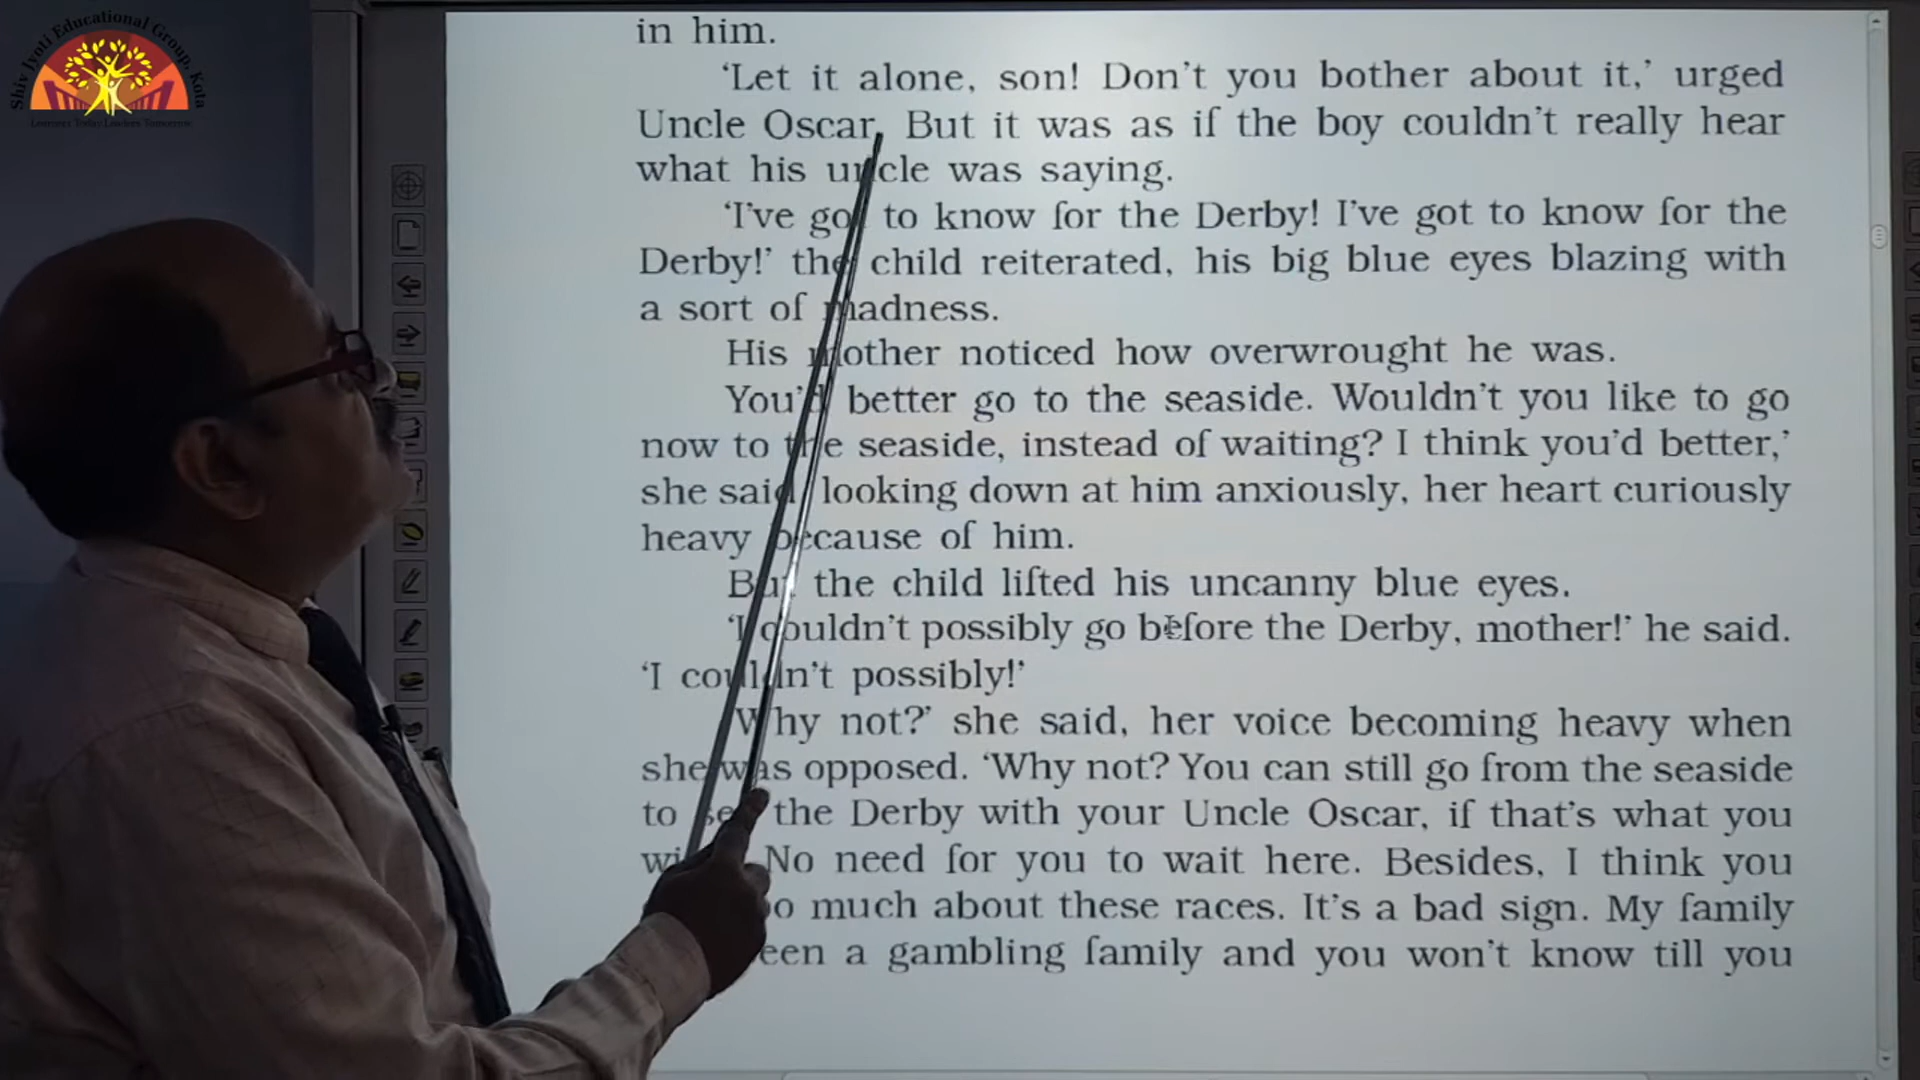 Shiv Jyoti Educational Group, Kota
Learners Today Leaders Tomorrow
in him.
‘Let it alone, son! Don’t you bother about it,’ urged
Uncle Oscar. But it was as if the boy couldn’t really hear
what his uncle was saying.
‘I’ve got to know for the Derby! I’ve got to know for the
Derby!’ the child reiterated, his big blue eyes blazing with
a sort of madness.
His mother noticed how overwrought he was.
You’d better go to the seaside. Wouldn’t you like to go
now to the seaside, instead of waiting? I think you’d better,’
she said, looking down at him anxiously, her heart curiously
heavy because of him.
But the child lifted his uncanny blue eyes.
‘I couldn’t possibly go before the Derby, mother!’ he said.
‘I couldn’t possibly!’
‘Why not?’ she said, her voice becoming heavy when
she was opposed. ‘Why not? You can still go from the seaside
to see the Derby with your Uncle Oscar, if that’s what you
No need for you to wait here. Besides, I think you
much about these races. It’s a bad sign. My family
a gambling family and you won’t know till you